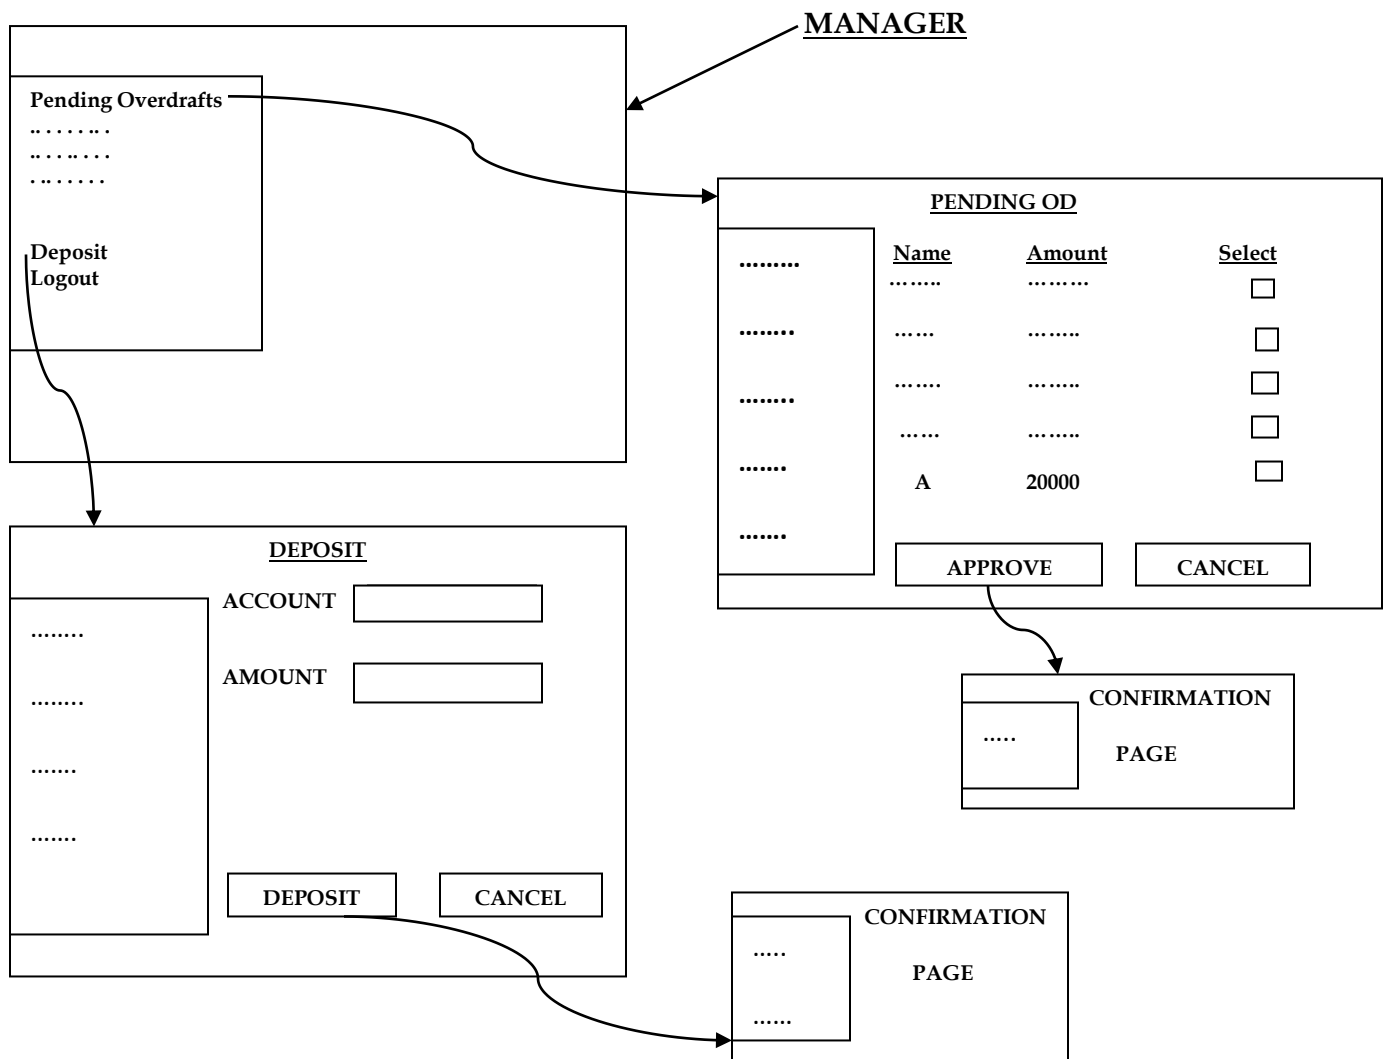 MANAGER
Pending Overdrafts
.. . . . . .. .
.. . . .. . . .
. .. . . . . .
Deposit
Logout
PENDING OD
Name Amount Select
…….. ………
…… ……..
……. ……..
…… ……..
A 20000
………
……..
……..
…….
…….
APPROVE CANCEL
CONFIRMATION
PAGE
…..
DEPOSIT
ACCOUNT
AMOUNT
……..
……..
…….
…….
DEPOSIT CANCEL
CONFIRMATION
PAGE
…..
……